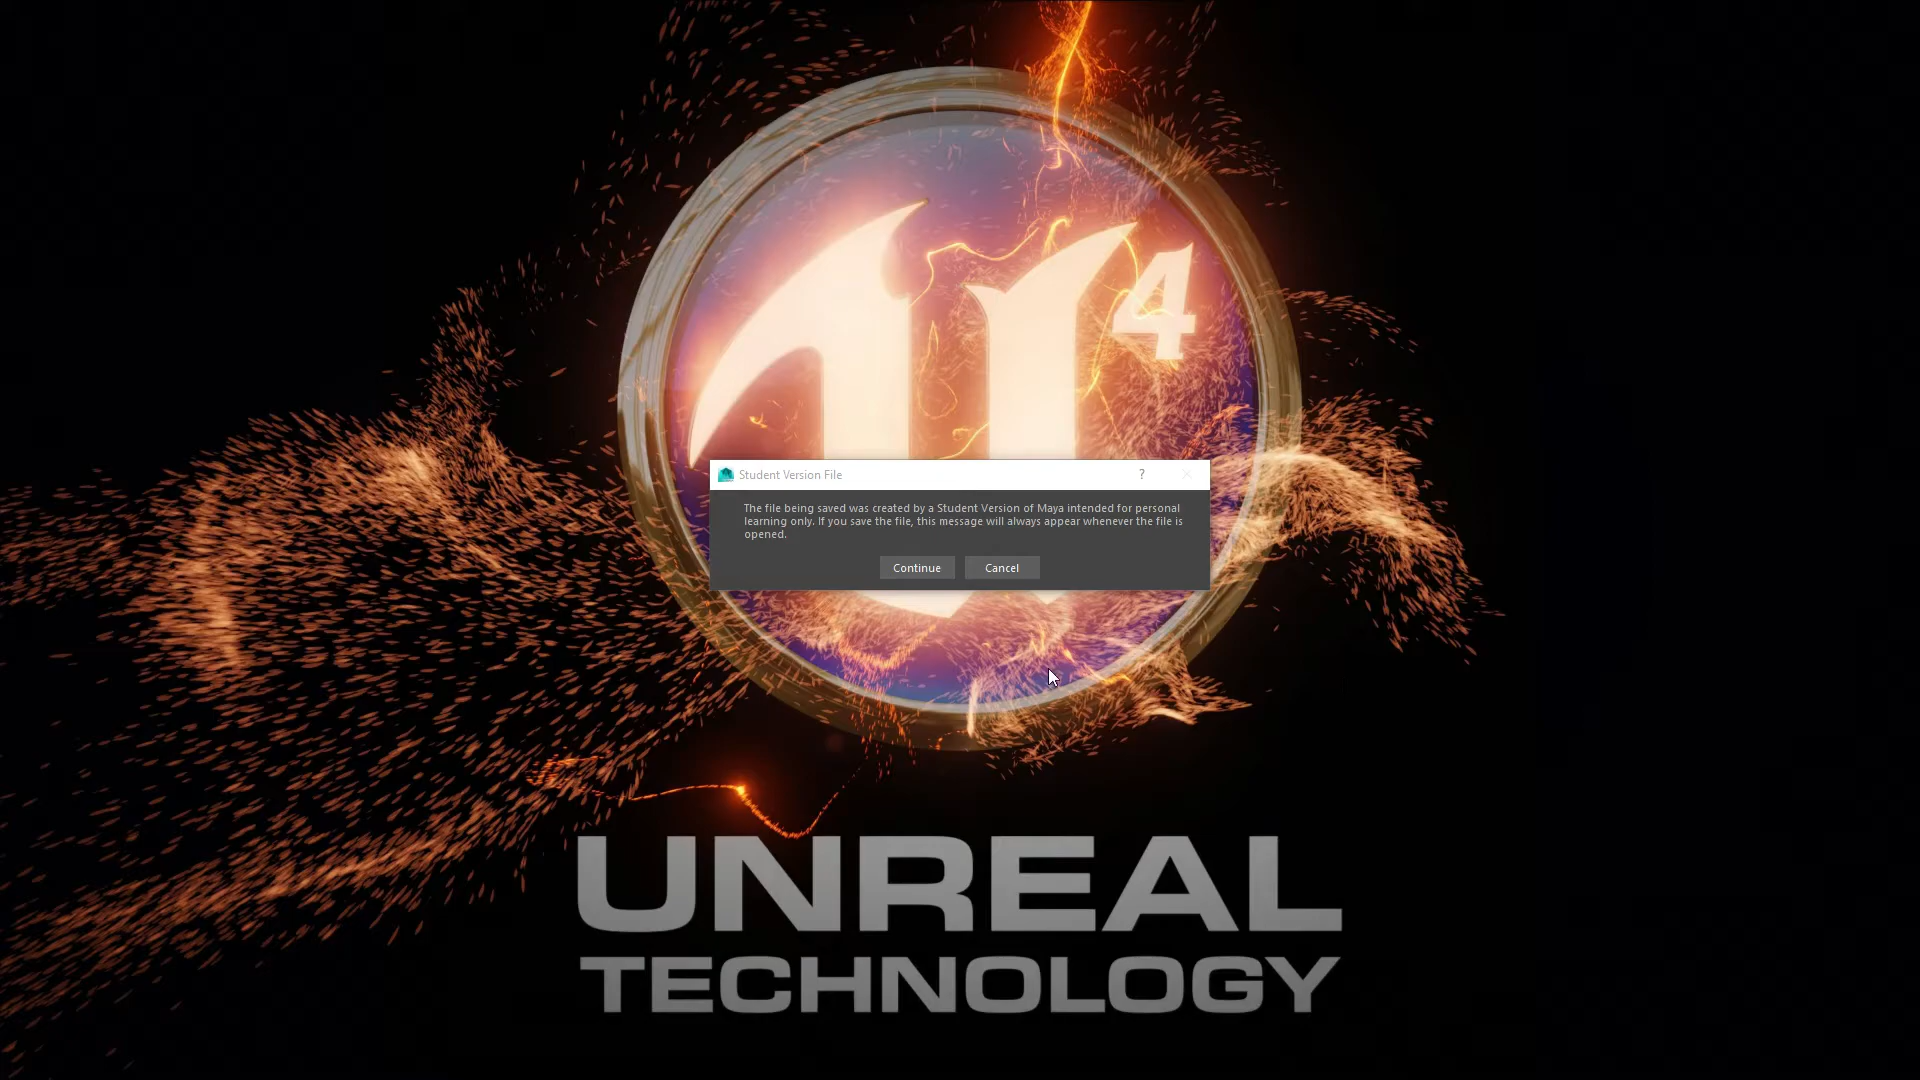 4
Student Version File
?
The file being saved was created by a Student Version of Maya intended for personal
learning only. If you save the file, this message will always appear whenever the file is
opened.
Continue Cancel
UNREAL
TECHNOLOGY